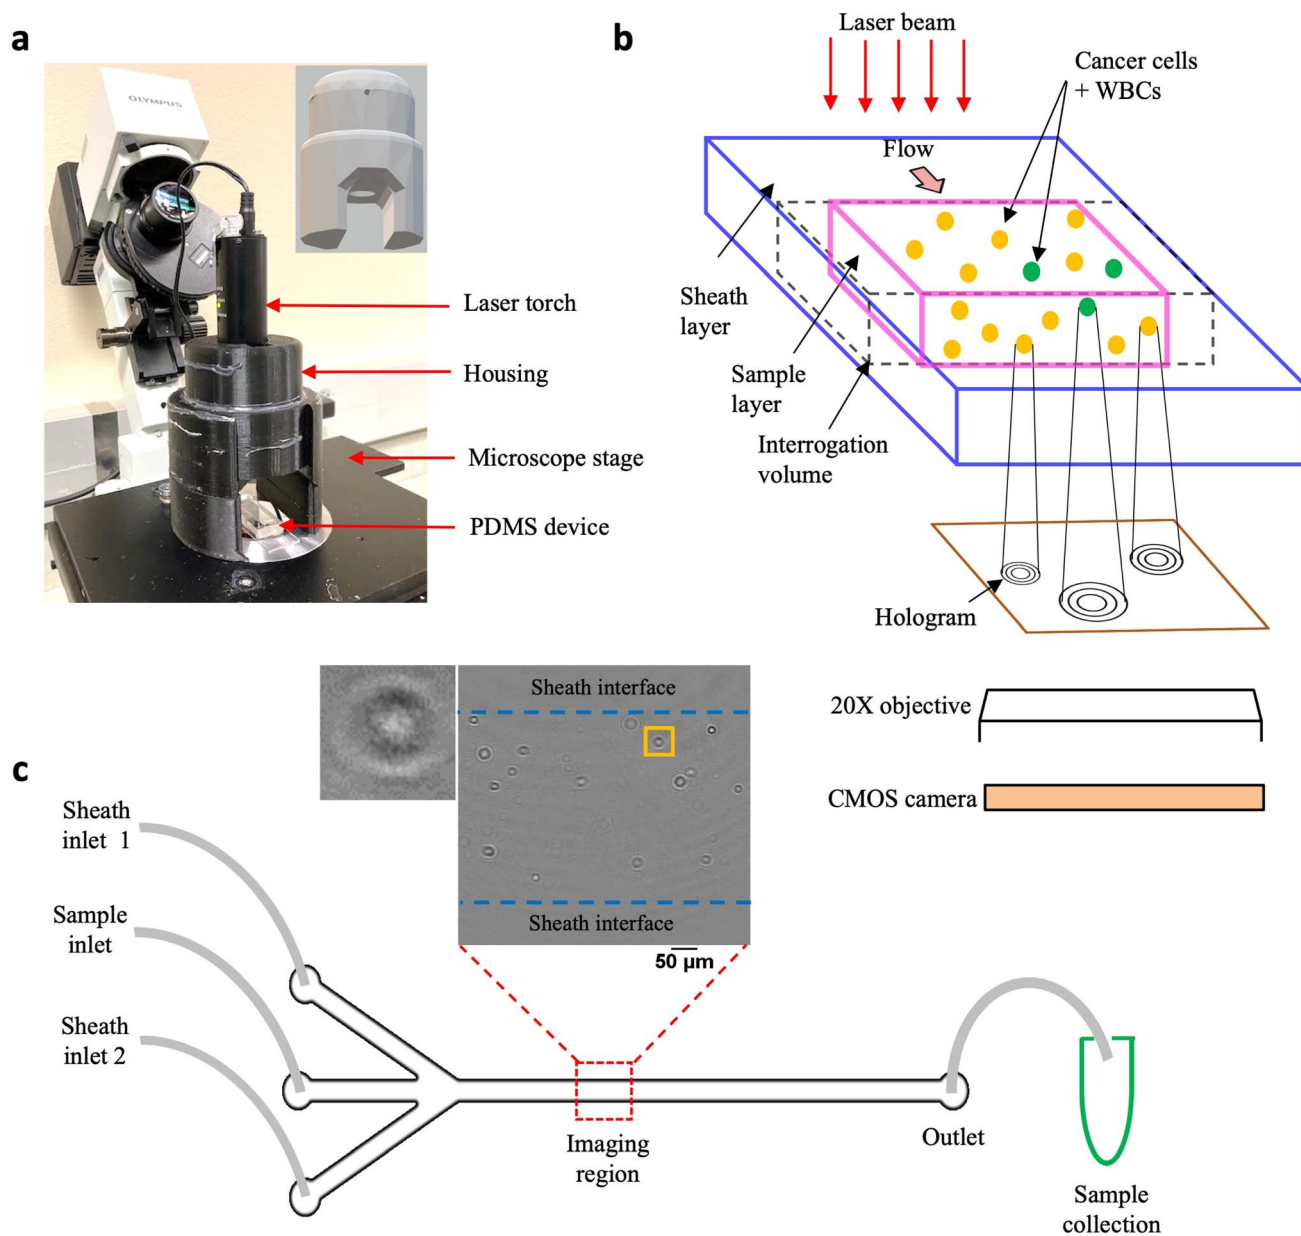 a
OLYMPUS
Laser torch
Housing
Microscope stage
PDMS device
b
Laser beam
Cancer cells
+ WBCs
Flow
Sheath
layer
Sample
layer
Interrogation
volume
Hologram
20X objective
CMOS camera
c
Sheath interface
Sheath interface
50 μm
Sheath
inlet 1
Sample
inlet
Sheath
inlet 2
Imaging
region
Outlet
Sample
collection